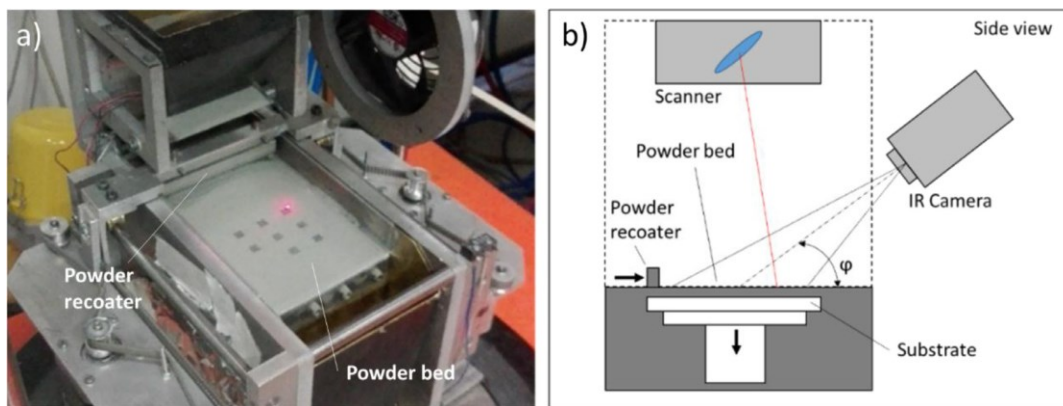 a)
Powder
recoater
Powder bed
b)
Side view
Scanner
Powder bed
Powder
recoater
IR Camera
φ
Substrate